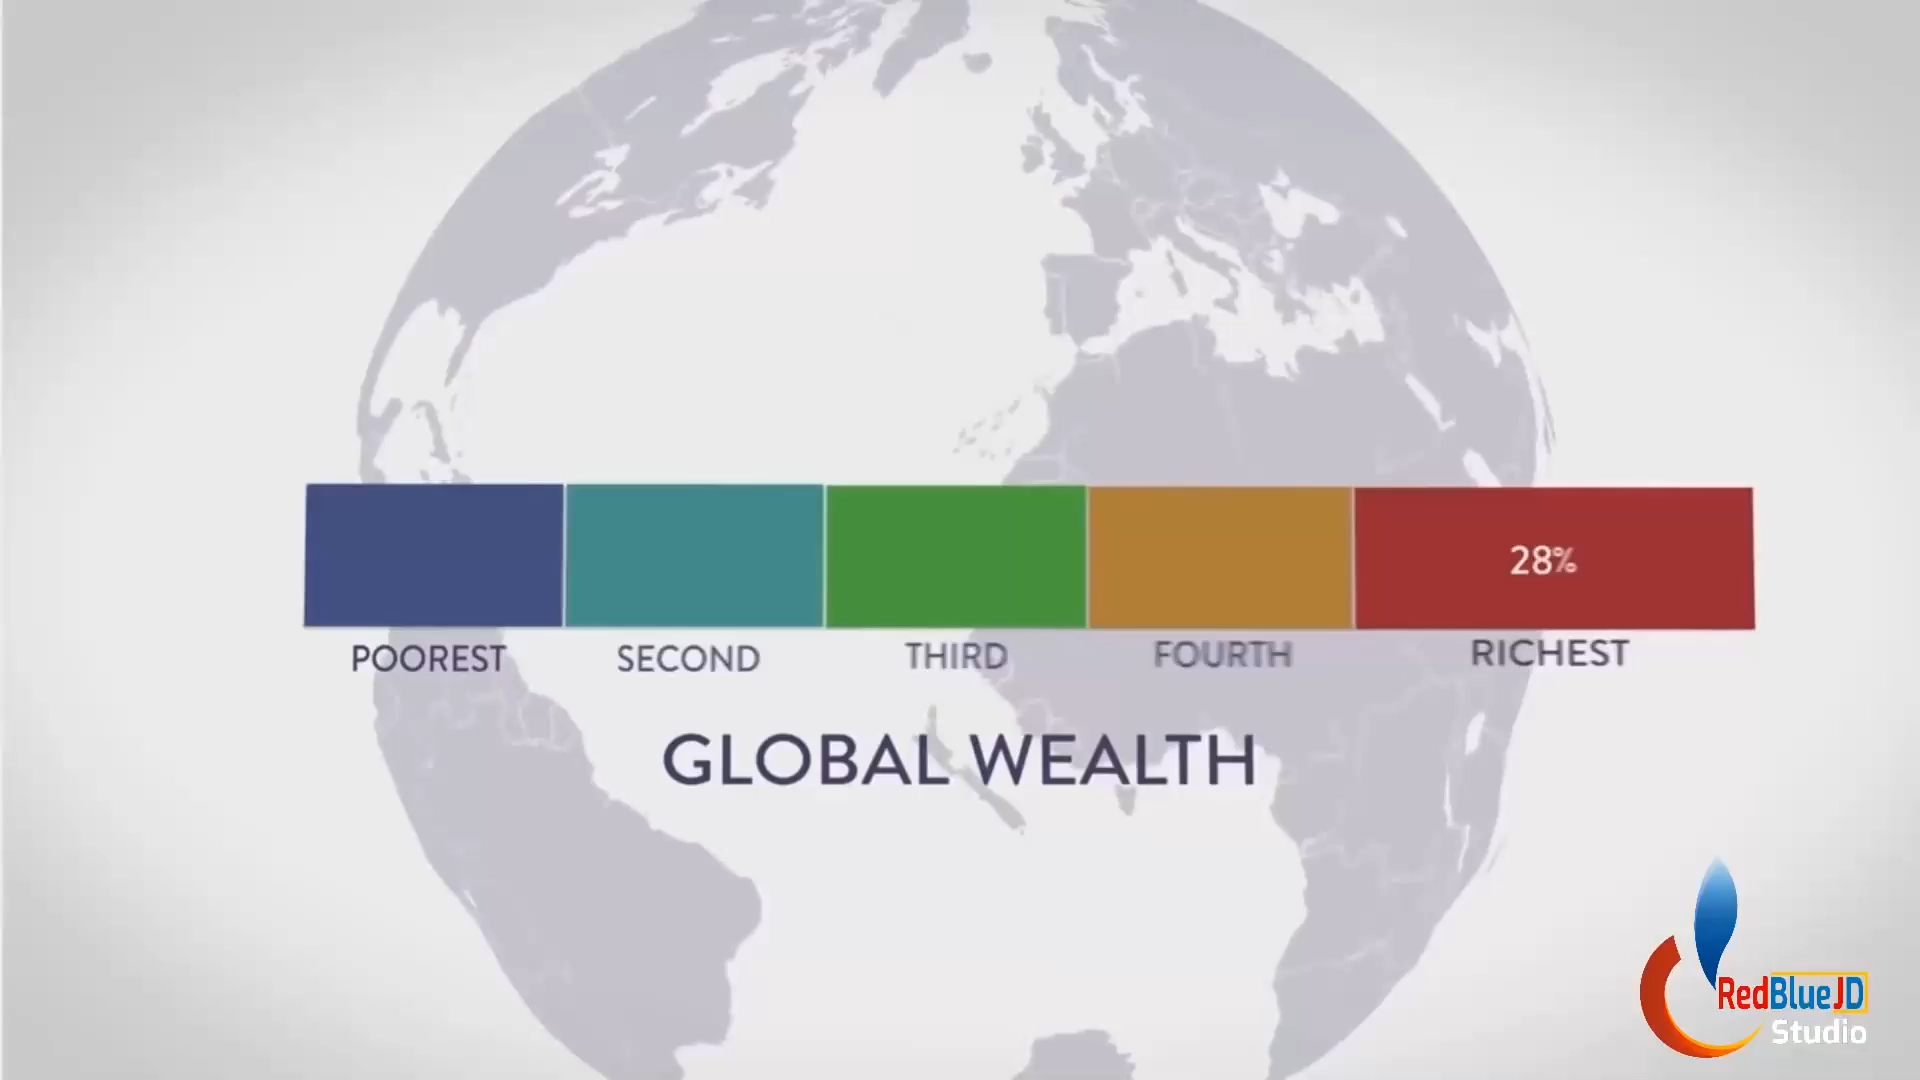 28%
POOREST
SECOND
THIRD
FOURTH
RICHEST
GLOBAL WEALTH
RedBlueJD
Studio